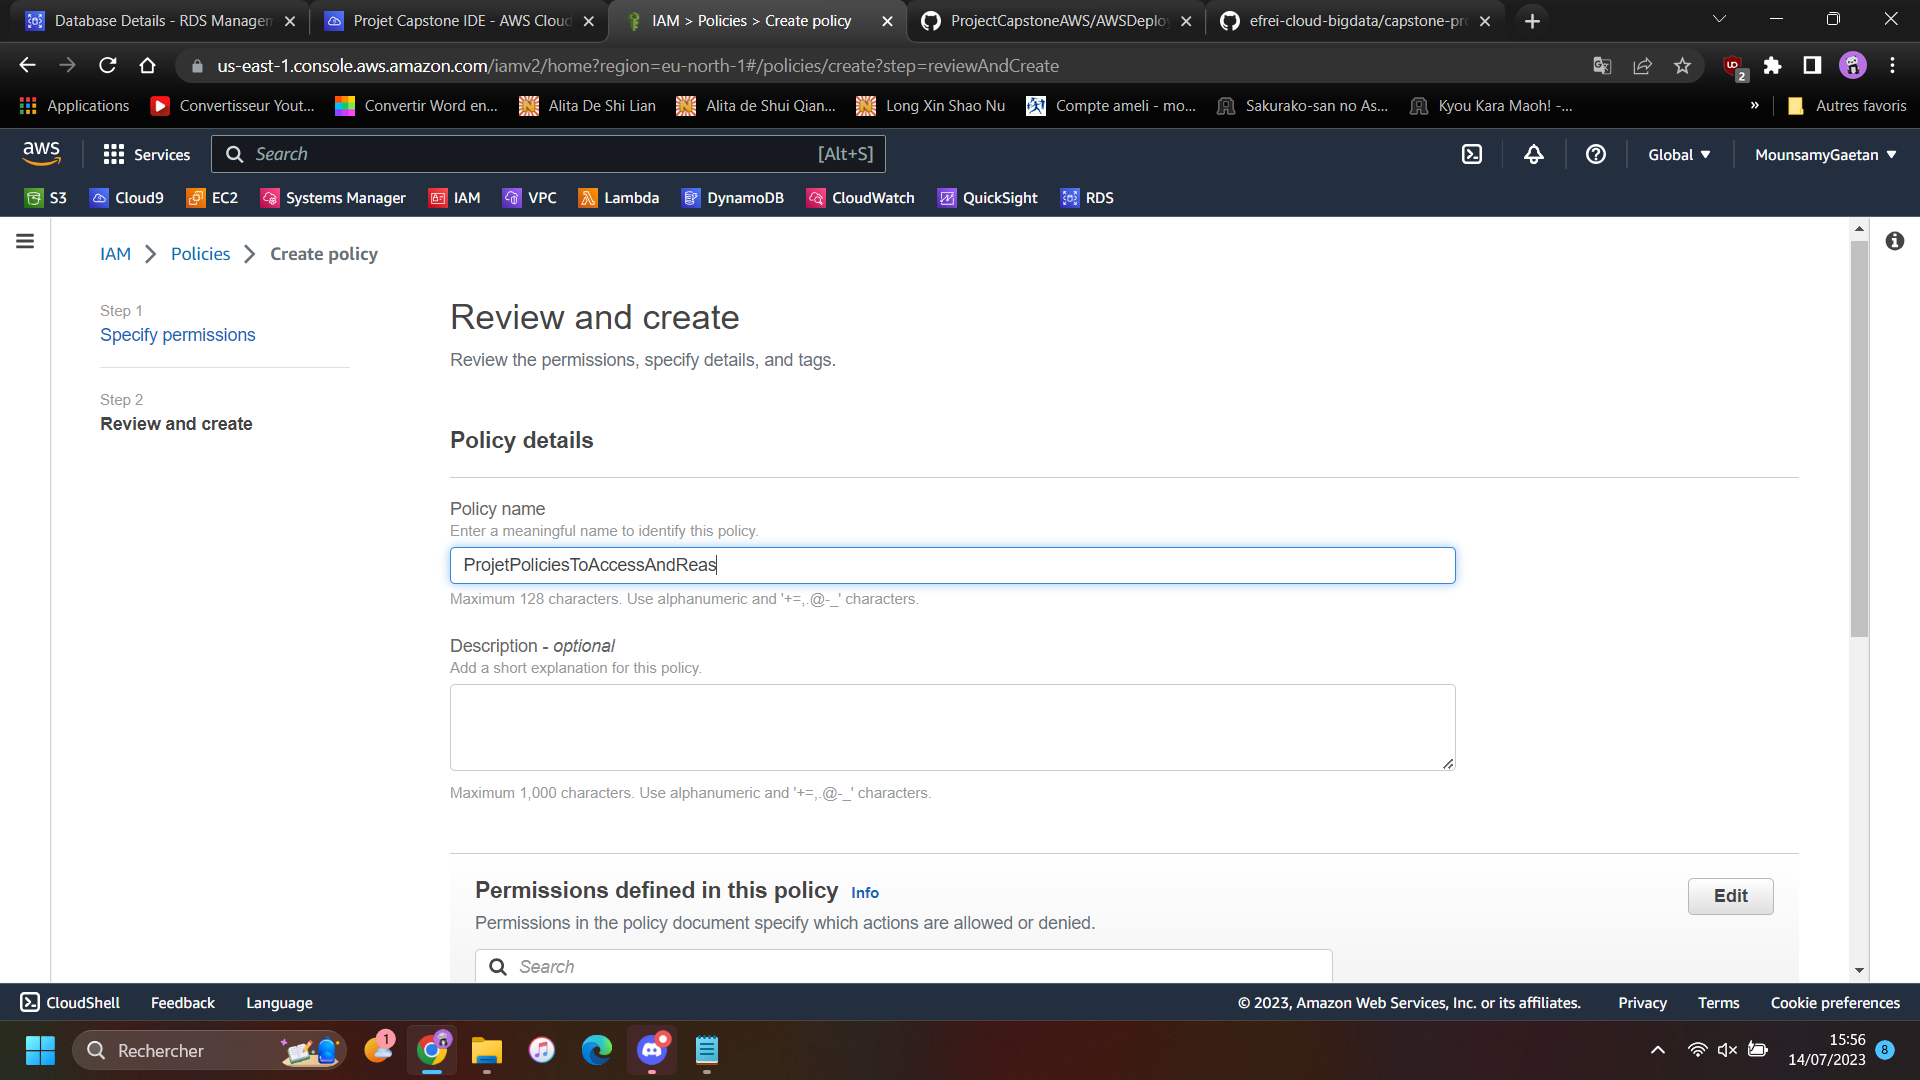 Database Details - RDS Managem
Projet Capstone IDE - AWS Cloud
IAM > Policies > Create policy
ProjectCapstoneAWS/AWSDeploy
efrei-cloud-bigdata/capstone-pro
us-east-1.console.aws.amazon.com/iamv2/home?region=eu-north-1#/policies/create?step=reviewAndCreate
2
Applications
Convertisseur Yout...
Convertir Word en...
Alita De Shi Lian
Alita de Shui Qian...
Long Xin Shao Nu
Compte ameli - mo...
Sakurako-san no As...
Kyou Kara Maoh! -...
»
Autres favoris
aws
Services
Search
[Alt+S]
Global
MounsamyGaetan
S3
Cloud9
EC2
Systems Manager
IAM
VPC
Lambda
DynamoDB
CloudWatch
QuickSight
RDS
IAM
Policies
Create policy
Step 1
Specify permissions
Step 2
Review and create
Review and create
Review the permissions, specify details, and tags.
Policy details
Policy name
Enter a meaningful name to identify this policy.
ProjetPoliciesToAccessAndReas
Maximum 128 characters. Use alphanumeric and '+=,.@-_' characters.
Description - optional
Add a short explanation for this policy.
Maximum 1,000 characters. Use alphanumeric and '+=,.@-_' characters.
Permissions defined in this policy Info
Edit
Permissions in the policy document specify which actions are allowed or denied.
Search
CloudShell
Feedback
Language
© 2023, Amazon Web Services, Inc. or its affiliates.
Privacy
Terms
Cookie preferences
Rechercher
1
15:56
14/07/2023
8